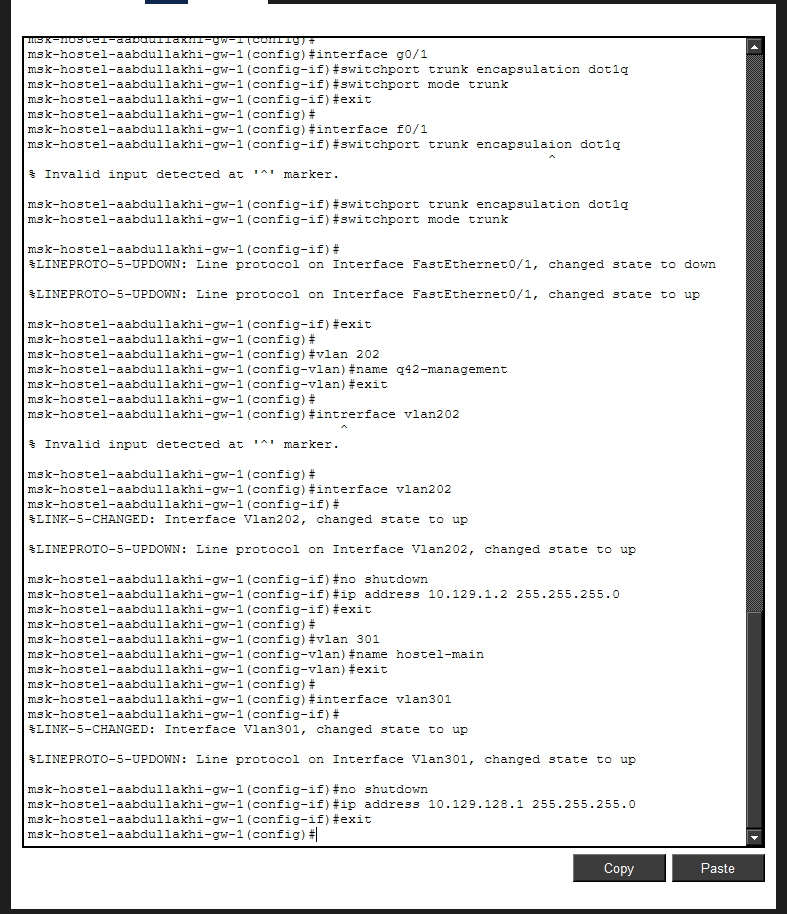 msk-hostel-aabdullakhi-gw-1(config)#
msk-hostel-aabdullakhi-gw-1(config)#interface g0/1
msk-hostel-aabdullakhi-gw-1(config-if)#switchport trunk encapsulation dot1q
msk-hostel-aabdullakhi-gw-1(config-if)#switchport mode trunk
msk-hostel-aabdullakhi-gw-1(config-if)#exit
msk-hostel-aabdullakhi-gw-1(config)#
msk-hostel-aabdullakhi-gw-1(config)#interface f0/1
msk-hostel-aabdullakhi-gw-1(config-if)#switchport trunk encapsulaion dot1q
^
% Invalid input detected at '^' marker.
msk-hostel-aabdullakhi-gw-1(config-if)#switchport trunk encapsulation dot1q
msk-hostel-aabdullakhi-gw-1(config-if)#switchport mode trunk
msk-hostel-aabdullakhi-gw-1(config-if)#
%LINEPROTO-5-UPDOWN: Line protocol on Interface FastEthernet0/1, changed state to down
%LINEPROTO-5-UPDOWN: Line protocol on Interface FastEthernet0/1, changed state to up
msk-hostel-aabdullakhi-gw-1(config-if)#exit
msk-hostel-aabdullakhi-gw-1(config)#
msk-hostel-aabdullakhi-gw-1(config)#vlan 202
msk-hostel-aabdullakhi-gw-1(config-vlan)#name q42-management
msk-hostel-aabdullakhi-gw-1(config-vlan)#exit
msk-hostel-aabdullakhi-gw-1(config)#
msk-hostel-aabdullakhi-gw-1(config)#intrerface vlan202
^
% Invalid input detected at '^' marker.
msk-hostel-aabdullakhi-gw-1(config)#
msk-hostel-aabdullakhi-gw-1(config)#interface vlan202
msk-hostel-aabdullakhi-gw-1(config-if)#
%LINK-5-CHANGED: Interface Vlan202, changed state to up
%LINEPROTO-5-UPDOWN: Line protocol on Interface Vlan202, changed state to up
msk-hostel-aabdullakhi-gw-1(config-if)#no shutdown
msk-hostel-aabdullakhi-gw-1(config-if)#ip address 10.129.1.2 255.255.255.0
msk-hostel-aabdullakhi-gw-1(config-if)#exit
msk-hostel-aabdullakhi-gw-1(config)#
msk-hostel-aabdullakhi-gw-1(config)#vlan 301
msk-hostel-aabdullakhi-gw-1(config-vlan)#name hostel-main
msk-hostel-aabdullakhi-gw-1(config-vlan)#exit
msk-hostel-aabdullakhi-gw-1(config)#
msk-hostel-aabdullakhi-gw-1(config)#interface vlan301
msk-hostel-aabdullakhi-gw-1(config-if)#
%LINK-5-CHANGED: Interface Vlan301, changed state to up
%LINEPROTO-5-UPDOWN: Line protocol on Interface Vlan301, changed state to up
msk-hostel-aabdullakhi-gw-1(config-if)#no shutdown
msk-hostel-aabdullakhi-gw-1(config-if)#ip address 10.129.128.1 255.255.255.0
msk-hostel-aabdullakhi-gw-1(config-if)#exit
msk-hostel-aabdullakhi-gw-1(config)#
Copy Paste